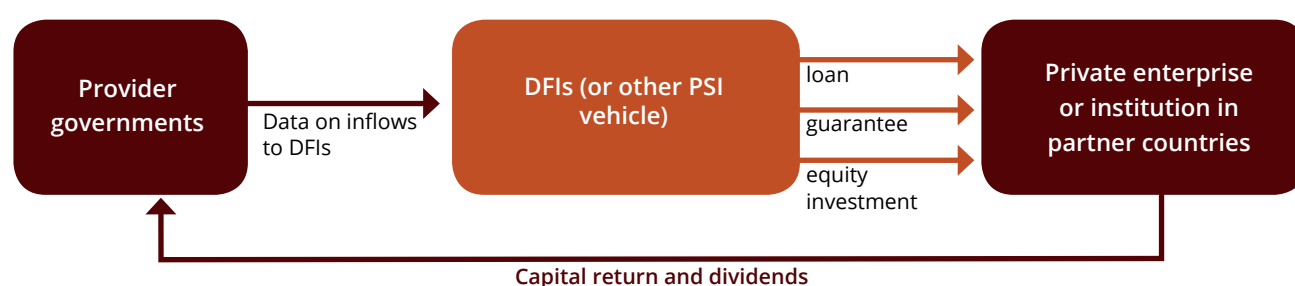 Provider
governments
Data on inflows
to DFIs
DFIs (or other PSI
vehicle)
loan
guarantee
equity
investment
Private enterprise
or institution in
partner countries
Capital return and dividends